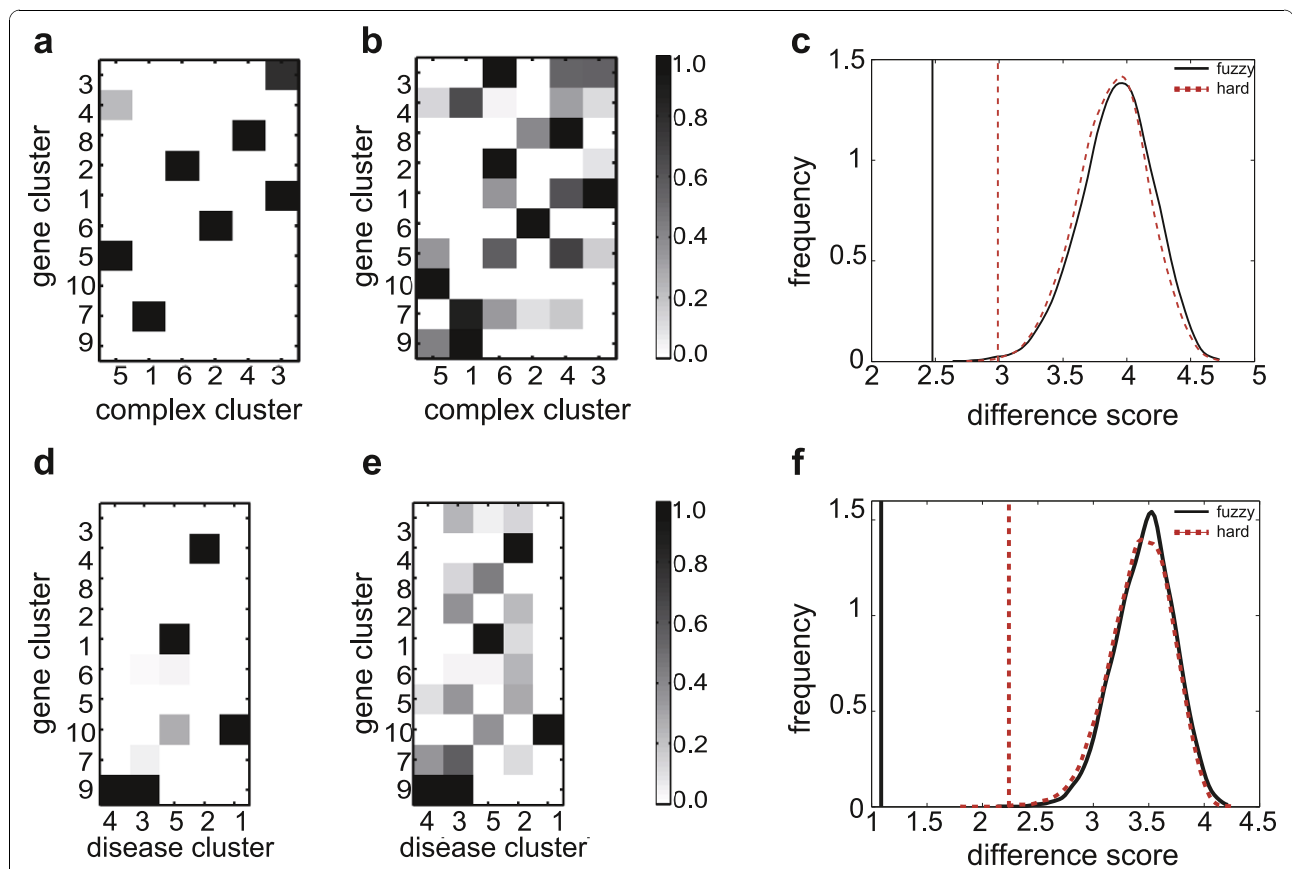 a
b
c
gene cluster
3
4
8
2
1
6
5
10
7
9
5 1 6 2 4 3
complex cluster
3
4
8
2
1
6
5
10
7
9
5 1 6 2 4 3
complex cluster
1.0
0.8
0.6
0.4
0.2
0.0
frequency
1.5
1
0.5
0
2 2.5 3 3.5 4 4.5 5
difference score
fuzzy
hard
d
e
f
gene cluster
3
4
8
2
1
6
5
10
7
9
4 3 5 2 1
disease cluster
gene cluster
3
4
8
2
1
6
5
10
7
9
4 3 5 2 1
disease cluster
1.0
0.8
0.6
0.4
0.2
0.0
frequency
1.5
1
0.5
0
1 1.5 2 2.5 3 3.5 4 4.5
difference score
fuzzy
hard